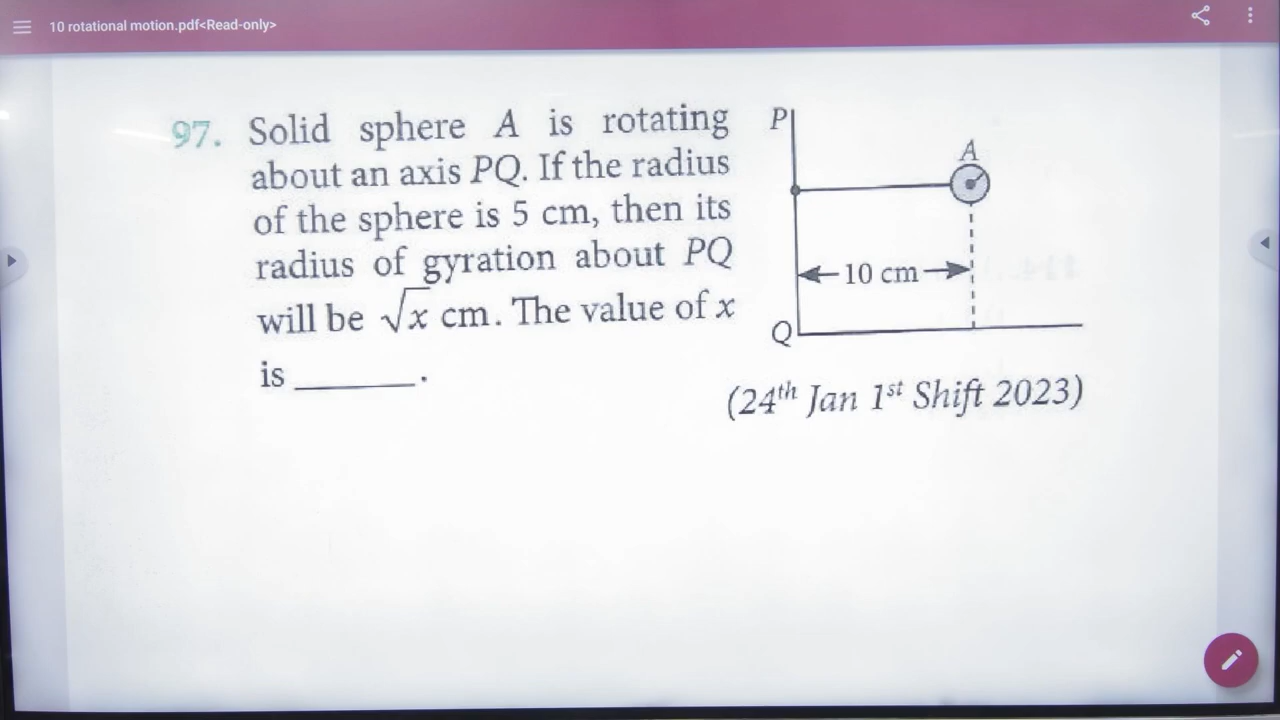 10 rotational motion.pdf<Read-only>
97. Solid sphere A is rotating
about an axis PQ. If the radius
of the sphere is 5 cm, then its
radius of gyration about PQ
will be √x cm. The value of x
is ______.
P
A
10 cm
Q
(24th Jan 1st Shift 2023)